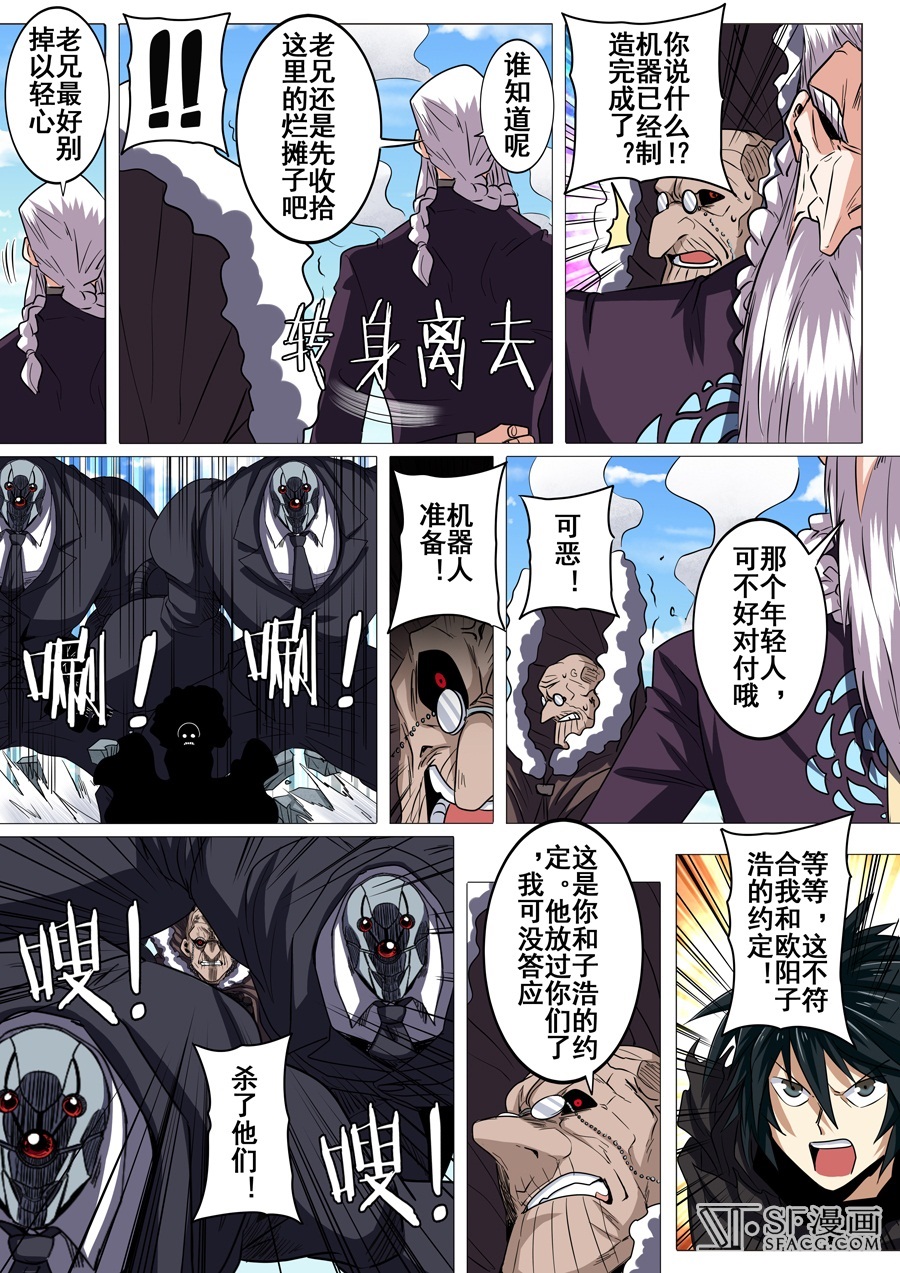 你说什么!?
机器已经制
造完成了?
谁知道呢
老兄还是先收拾
这里的烂摊子吧
!!
转身离去
老兄最好别
掉以轻心
那个年轻人，
可不好对付哦
可恶!
机器人
准备!
唰!
唰!
等等，这不符
合我和欧阳子
浩的约定!
这是你和子浩的约
定。他放过你们了
，我可没答应
杀了他们!
嗖!
嗖!
SF漫画
SFACG.COM